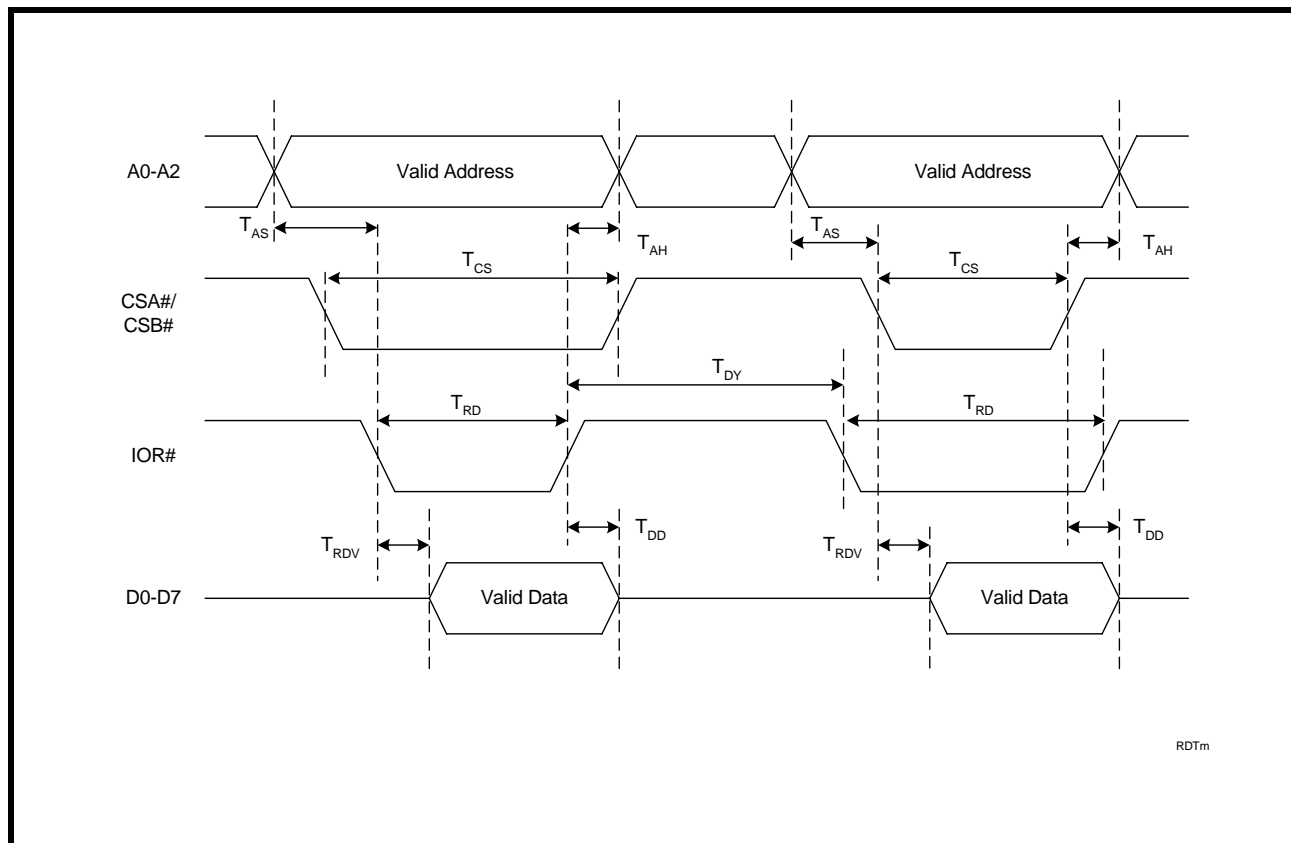 A0-A2
Valid Address
Valid Address
TAS
TAH
TAS
TAH
TCS
TCS
CSA#/
CSB#
TDY
TRD
TRD
IOR#
TRDV
TDD
TRDV
TDD
D0-D7
Valid Data
Valid Data
RDTm